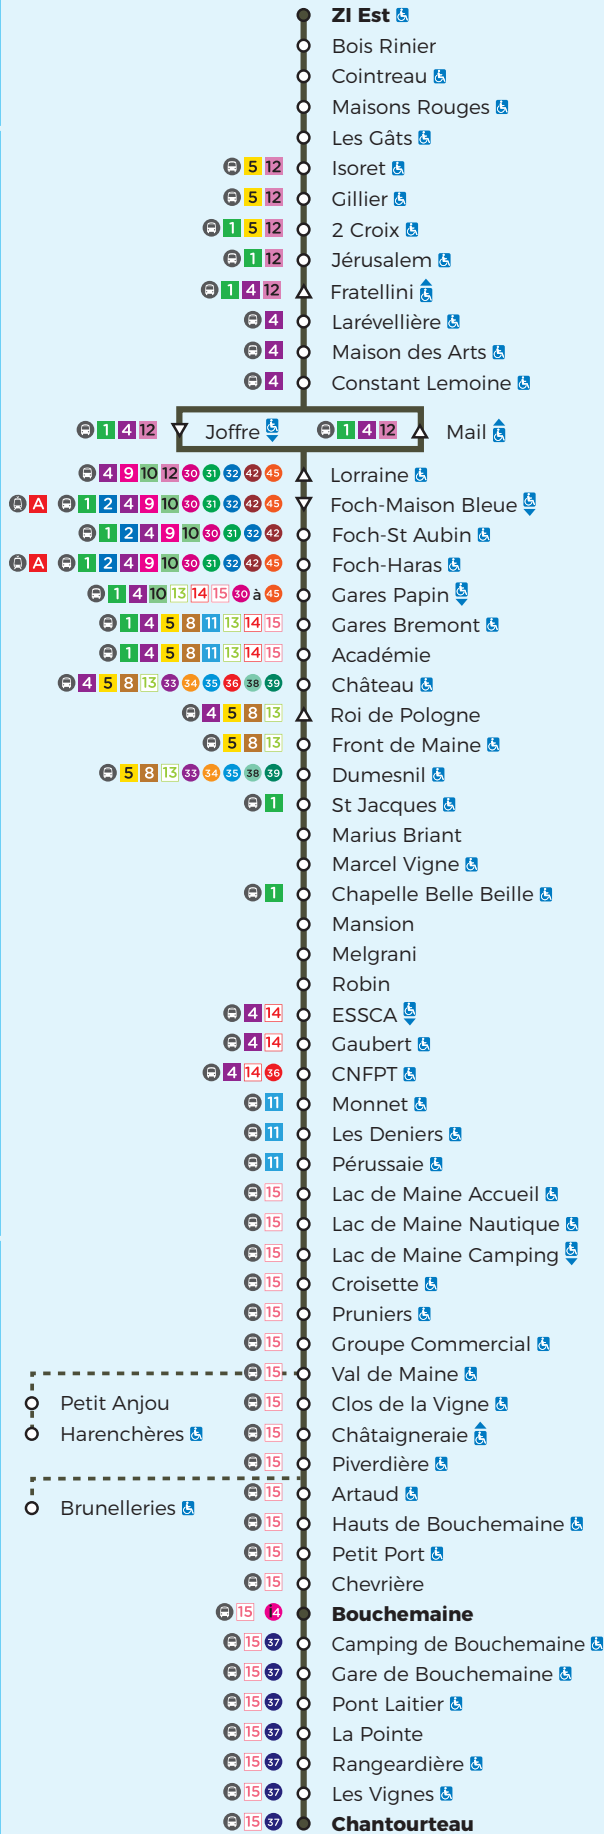 ZI Est
Bois Rinier
Cointreau
Maisons Rouges
Les Gâts
5 12 Isoret
5 12 Gillier
1 5 12 2 Croix
1 12 Jérusalem
1 4 12 Fratellini
4 Larévellière
4 Maison des Arts
4 Constant Lemoine
1 4 12 Joffre 1 4 12 Mail
4 9 10 12 30 31 32 42 45 Lorraine
A 1 2 4 9 10 30 31 32 42 45 Foch-Maison Bleue
1 2 4 9 10 30 31 32 42 Foch-St Aubin
A 1 2 4 9 10 30 31 32 42 45 Foch-Haras
1 4 10 13 14 15 30 à 45 Gares Papin
1 4 5 8 11 13 14 15 Gares Bremont
1 4 5 8 11 13 14 15 Académie
4 5 8 13 33 34 35 36 38 39 Château
4 5 8 13 Roi de Pologne
5 8 13 Front de Maine
5 8 13 33 34 35 38 39 Dumesnil
1 St Jacques
Marius Briant
Marcel Vigne
1 Chapelle Belle Beille
Mansion
Melgrani
Robin
4 14 ESSCA
4 14 Gaubert
4 14 36 CNFPT
11 Monnet
11 Les Deniers
11 Pérussaie
15 Lac de Maine Accueil
15 Lac de Maine Nautique
15 Lac de Maine Camping
15 Croisette
15 Pruniers
15 Groupe Commercial
15 Val de Maine
Petit Anjou 15 Clos de la Vigne
Harenchères 15 Châtaigneraie
15 Piverdière
15 Artaud
Brunelleries
15 Hauts de Bouchemaine
15 Petit Port
15 Chevrière
15 i4 Bouchemaine
15 37 Camping de Bouchemaine
15 37 Gare de Bouchemaine
15 37 Pont Laitier
15 37 La Pointe
15 37 Rangeardière
15 37 Les Vignes
15 37 Chantourteau